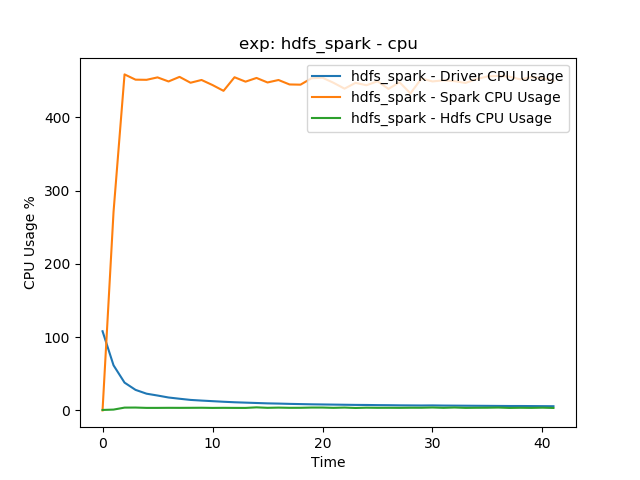 exp: hdfs_spark - cpu
hdfs_spark - Driver CPU Usage
hdfs_spark - Spark CPU Usage
hdfs_spark - Hdfs CPU Usage
CPU Usage %
400
300
200
100
0
0 10 20 30 40
Time